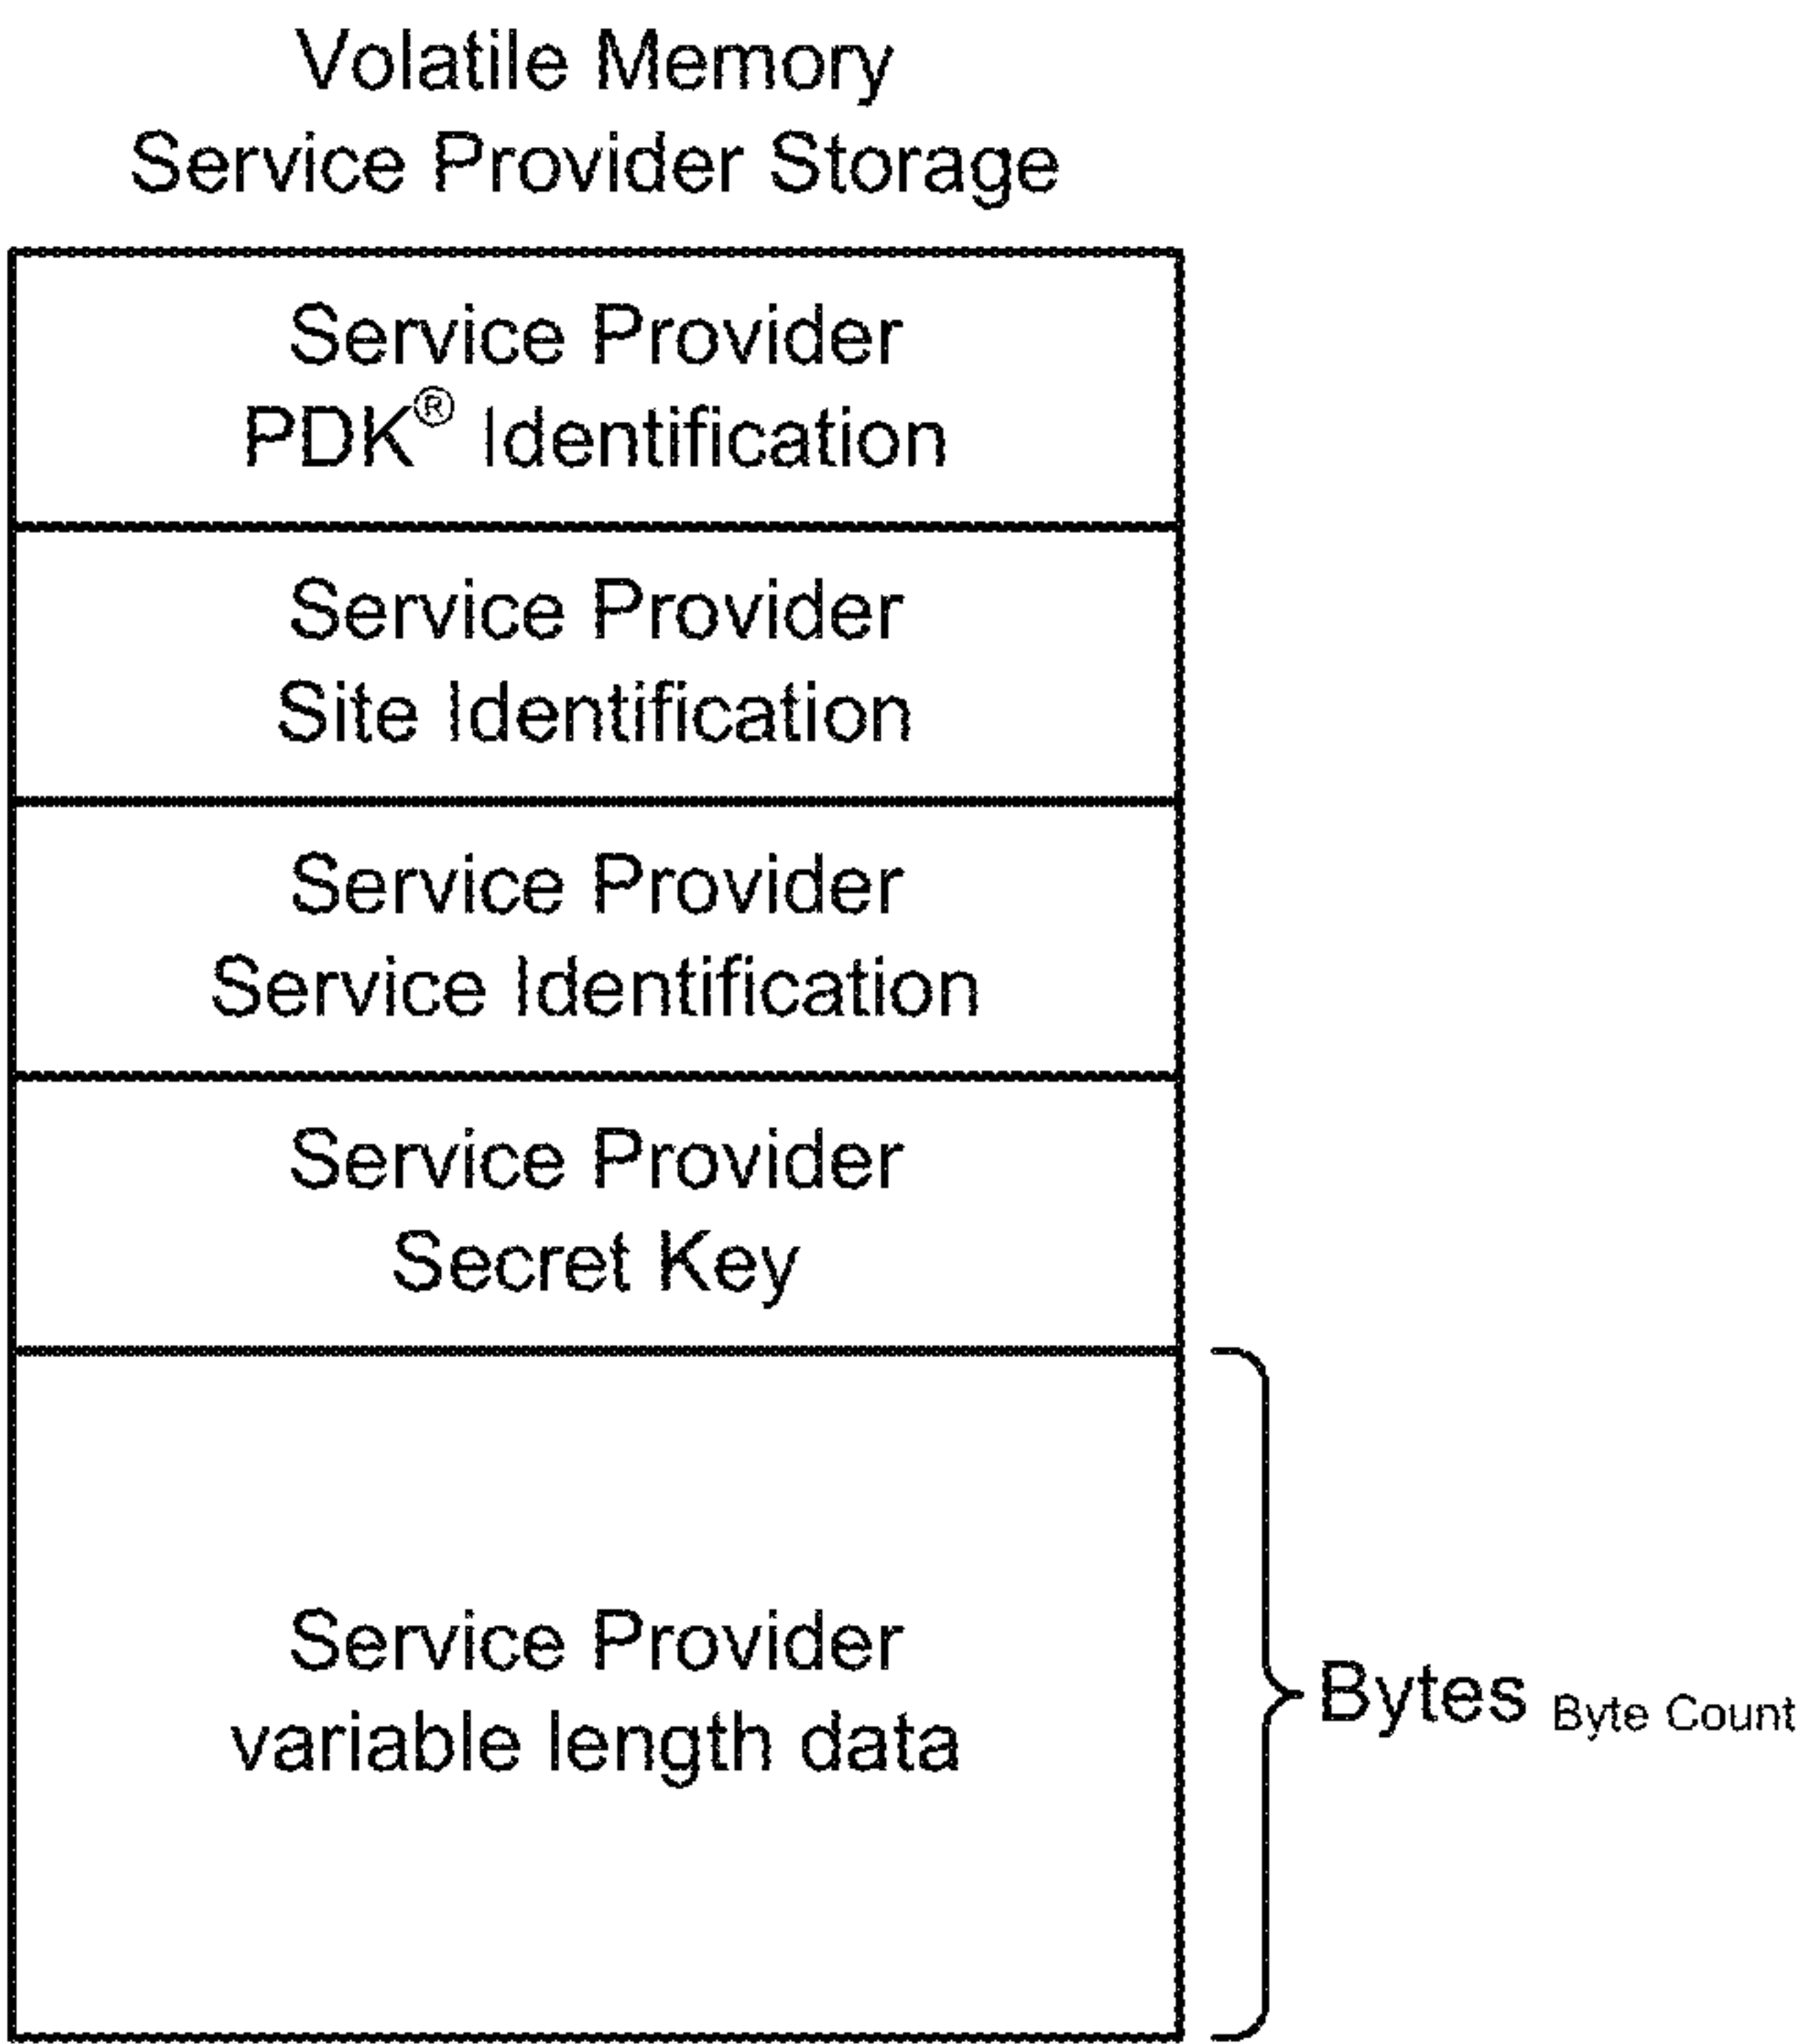 Volatile Memory
Service Provider Storage
Service Provider
PDK® Identification
Service Provider
Site Identification
Service Provider
Service Identification
Service Provider
Secret Key
Service Provider
variable length data
Bytes Byte Count